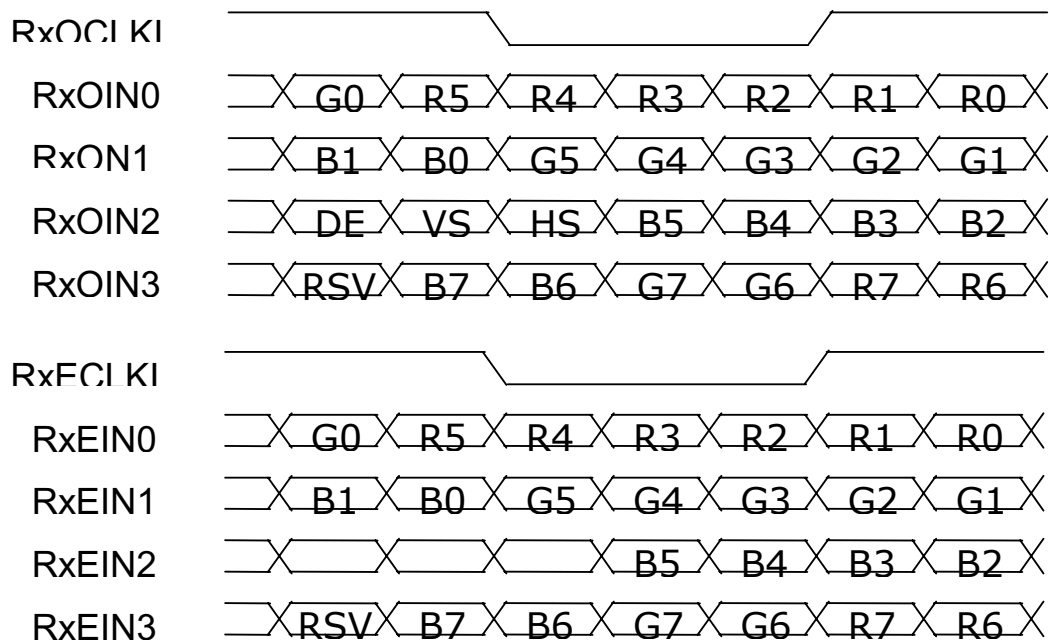 RxOCLKI
RxOIN0 G0 R5 R4 R3 R2 R1 R0
RxON1 B1 B0 G5 G4 G3 G2 G1
RxOIN2 DE VS HS B5 B4 B3 B2
RxOIN3 RSV B7 B6 G7 G6 R7 R6
RxECLKI
RxEIN0 G0 R5 R4 R3 R2 R1 R0
RxEIN1 B1 B0 G5 G4 G3 G2 G1
RxEIN2 B5 B4 B3 B2
RxEIN3 RSV B7 B6 G7 G6 R7 R6